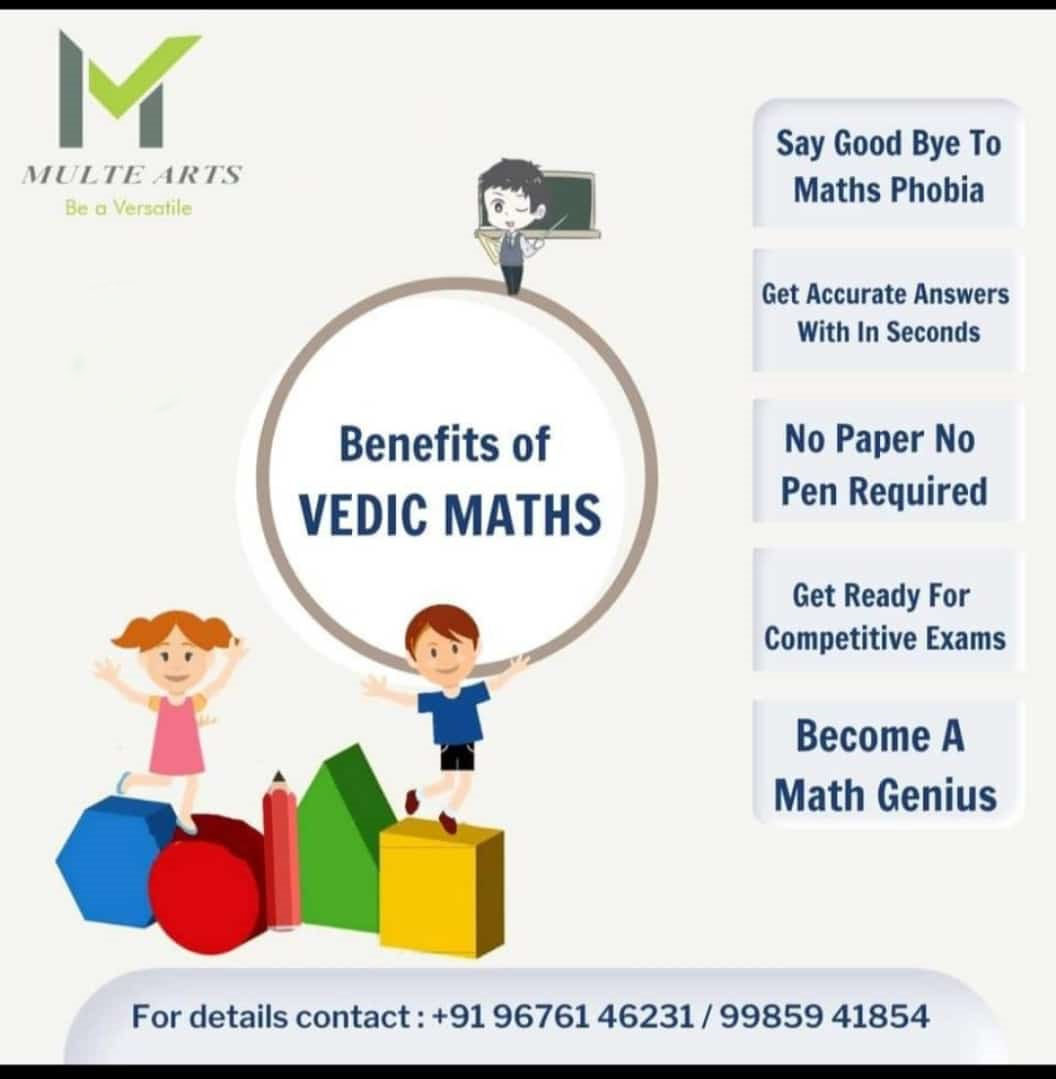 MULTE ARTS
Be a Versatile
Say Good Bye To
Maths Phobia
Get Accurate Answers
With In Seconds
Benefits of
VEDIC MATHS
No Paper No
Pen Required
Get Ready For
Competitive Exams
Become A
Math Genius
For details contact : +91 96761 46231 / 99859 41854